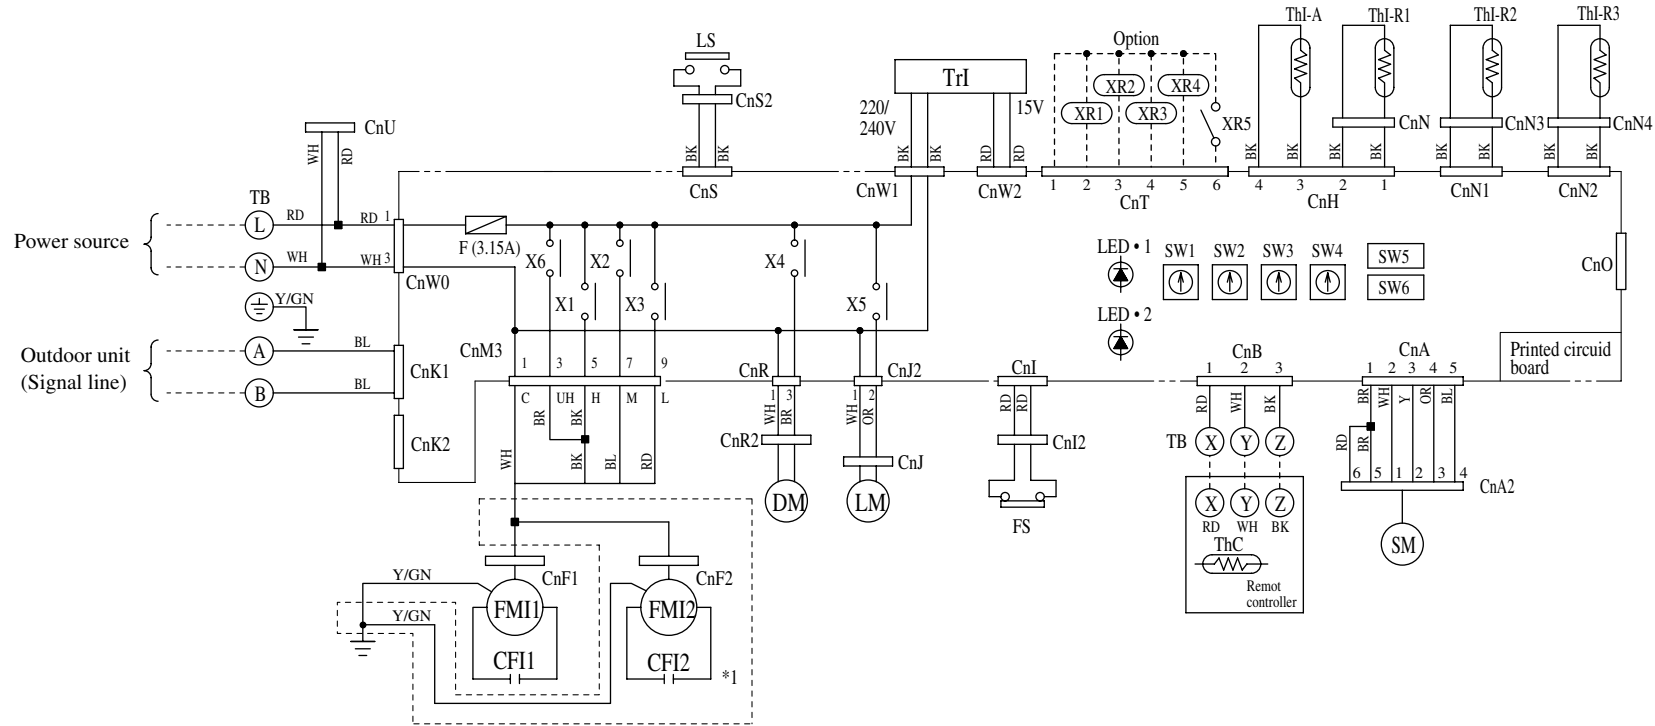 ThI-A
ThI-R1
ThI-R2
ThI-R3
LS
Option
TrI
XR2
XR4
XR1
XR3
XR5
CnS2
220/
240V
15V
CnN
CnN3
CnN4
CnU
WH
RD
BK
BK
BK
BK
RD
RD
BK
BK
BK
BK
BK
BK
BK
BK
CnS
CnW1
CnW2
1 2 3 4 5 6
CnT
4 3 2 1
CnH
CnN1
CnN2
TB
Power source
L
RD
RD 1
F (3.15A)
N
WH
WH 3
CnW0
X6
X2
X4
X1
X3
X5
LED • 1
SW1
SW2
SW3
SW4
SW5
SW6
CnO
LED • 2
Y/GN
Outdoor unit
(Signal line)
A
BL
B
BL
CnK1
CnK2
CnM3
1 3 5 7 9
C UH H M L
BR
BK
WH
BK
BL
RD
CnR
1 3
WH
BR
CnR2
DM
CnJ2
1 2
WH
OR
CnJ
LM
CnI
RD
RD
CnI2
FS
CnB
1 2 3
RD
WH
BK
TB
X Y Z
X Y Z
RD WH BK
ThC
Remot
controller
CnA
1 2 3 4 5
BR
WH
Y
OR
BL
RD
BR
6 5 1 2 3 4
CnA2
SM
Printed circuid
board
CnF1
CnF2
Y/GN
FMI1
FMI2
Y/GN
CFI1
CFI2
*1